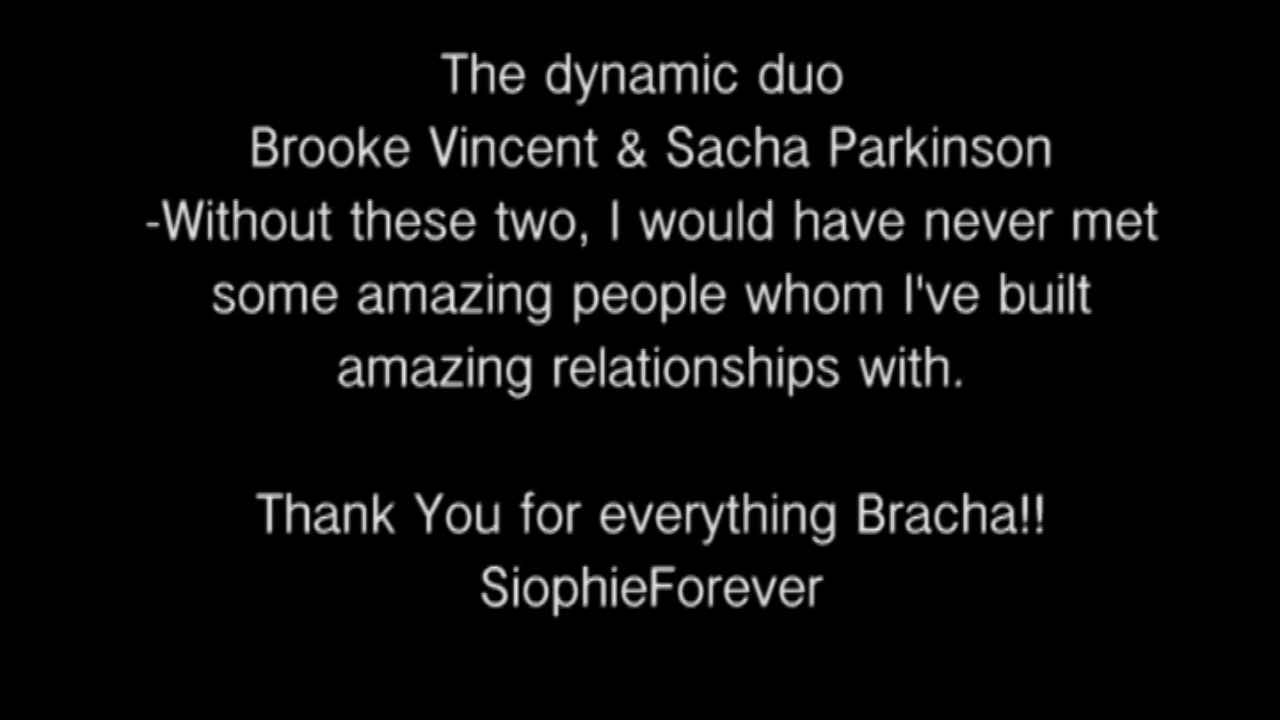 The dynamic duo
Brooke Vincent & Sacha Parkinson
-Without these two, I would have never met
some amazing people whom I've built
amazing relationships with.
Thank You for everything Bracha!!
SiophieForever